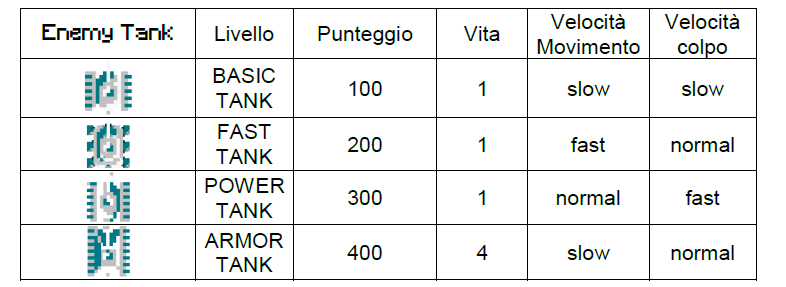 Enemy Tank Livello Punteggio Vita Velocità Movimento Velocità colpo
BASIC TANK 100 1 slow slow
FAST TANK 200 1 fast normal
POWER TANK 300 1 normal fast
ARMOR TANK 400 4 slow normal